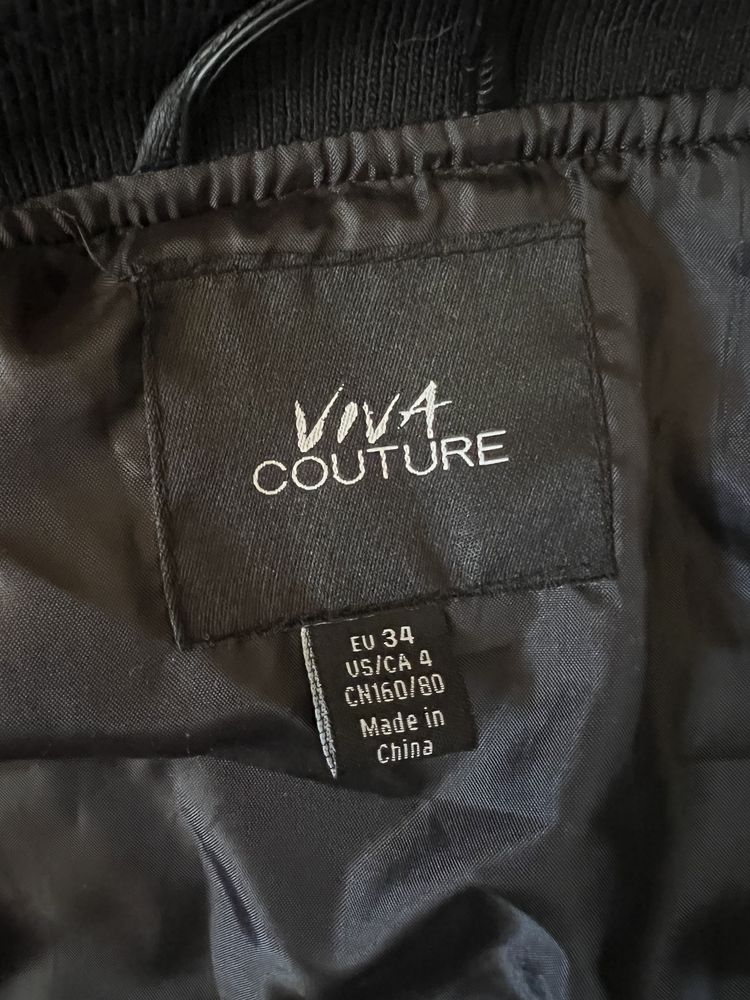 VIVA
COUTURE
EU 34
US/CA 4
CN160/80
Made in
China